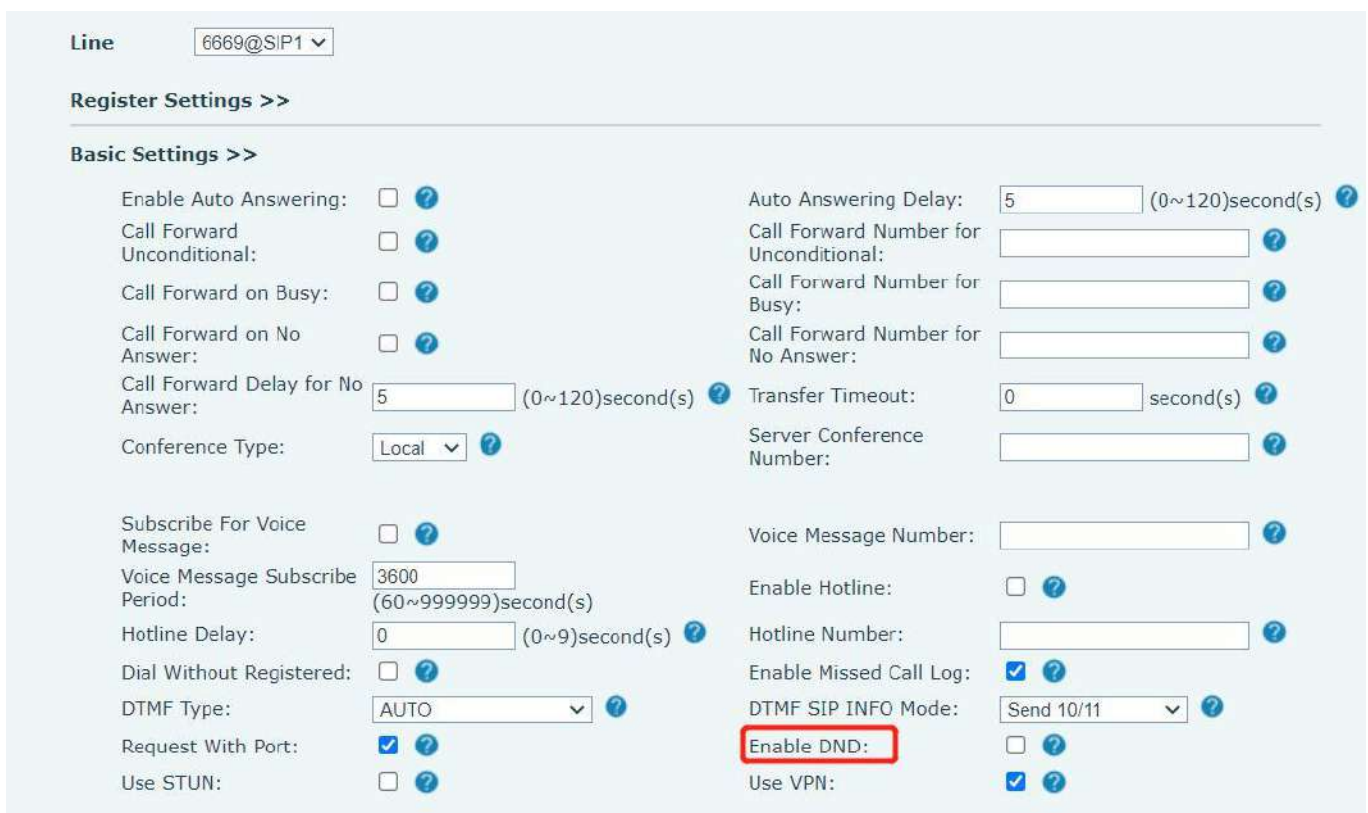 Line 6669@SIP1
Register Settings >>
Basic Settings >>
Enable Auto Answering: ? Auto Answering Delay: 5 (0~120)second(s) ?
Call Forward Unconditional: ? Call Forward Number for Unconditional: ?
Call Forward on Busy: ? Call Forward Number for Busy: ?
Call Forward on No Answer: ? Call Forward Number for No Answer: ?
Call Forward Delay for No Answer: 5 (0~120)second(s) ? Transfer Timeout: 0 second(s) ?
Conference Type: Local ? Server Conference Number: ?
Subscribe For Voice Message: ? Voice Message Number: ?
Voice Message Subscribe Period: 3600 (60~999999)second(s) Enable Hotline: ?
Hotline Delay: 0 (0~9)second(s) ? Hotline Number: ?
Dial Without Registered: ? Enable Missed Call Log: ?
DTMF Type: AUTO ? DTMF SIP INFO Mode: Send 10/11 ?
Request With Port: ? Enable DND: ?
Use STUN: ? Use VPN: ?